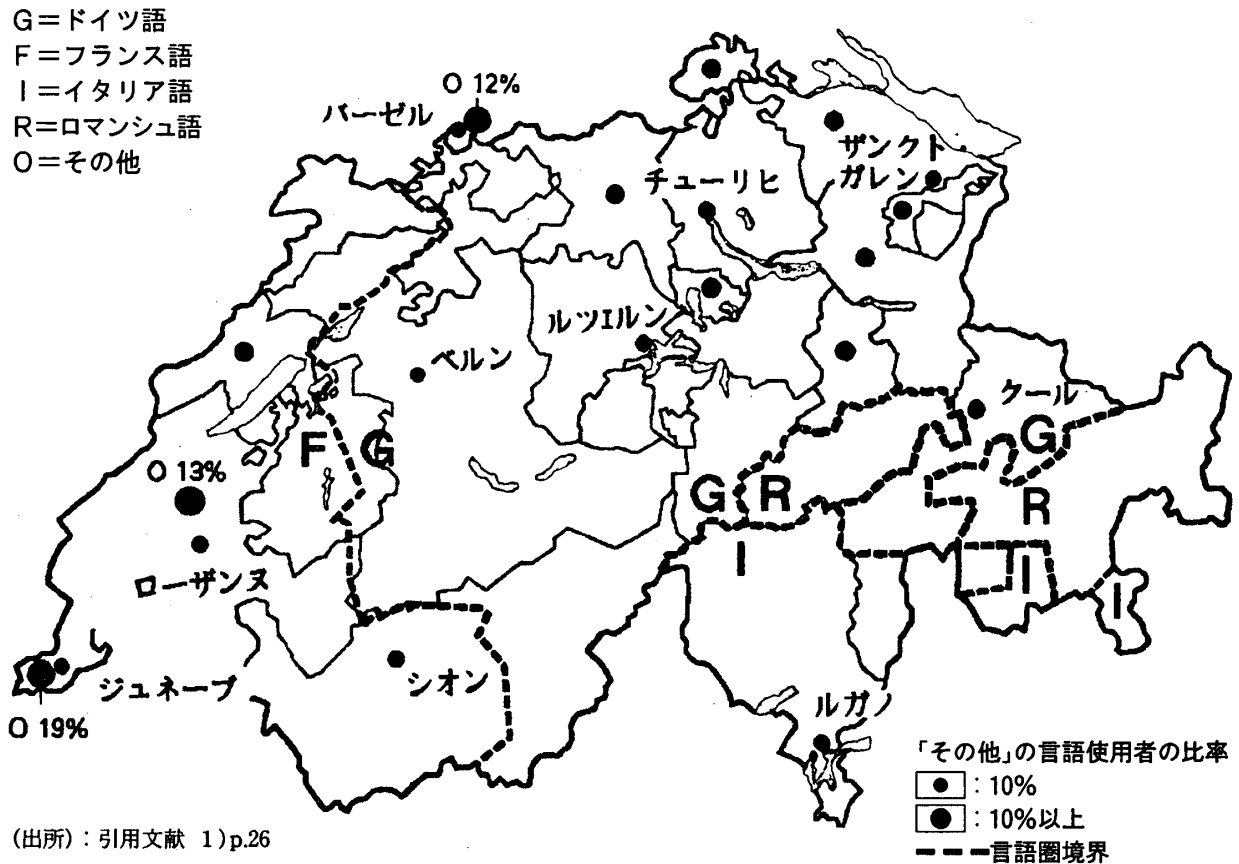 G＝ドイツ語
F＝フランス語
I＝イタリア語
R＝ロマンシュ語
O＝その他
O 12%
バーゼル
ザンクト
ガレン
チューリヒ
ルツエルン
ベルン
クール
F
G
G
R
G
R
I
I
I
O 13%
ローザンヌ
ジュネーブ
O 19%
シオン
ルガノ
「その他」の言語使用者の比率
：10%
：10%以上
言語圏境界
(出所)：引用文献 1)p.26